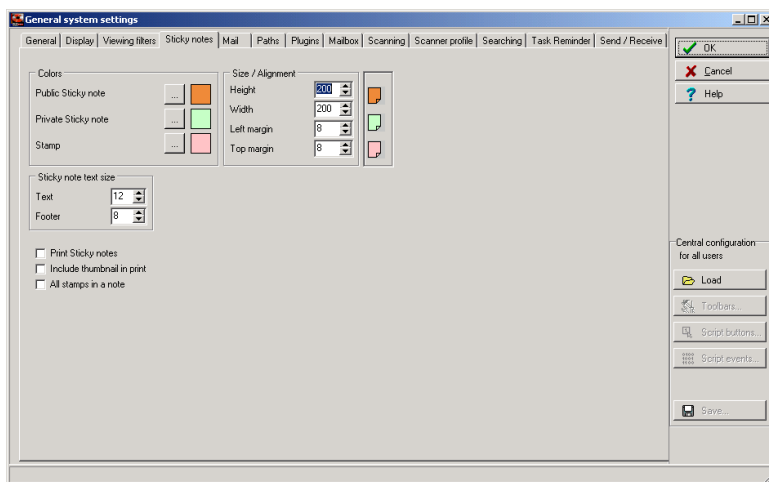 General system settings
General Display Viewing filters Sticky notes Mail Paths Plugins Mailbox Scanning Scanner profile Searching Task Reminder Send / Receive
OK
Cancel
Help
Colors
Public Sticky note ...
Private Sticky note ...
Stamp ...
Size / Alignment
Height 200
Width 200
Left margin 8
Top margin 8
Sticky note text size
Text 12
Footer 8
Print Sticky notes
Include thumbnail in print
All stamps in a note
Central configuration
for all users
Load
Toolbars...
Script buttons...
Script events...
Save...